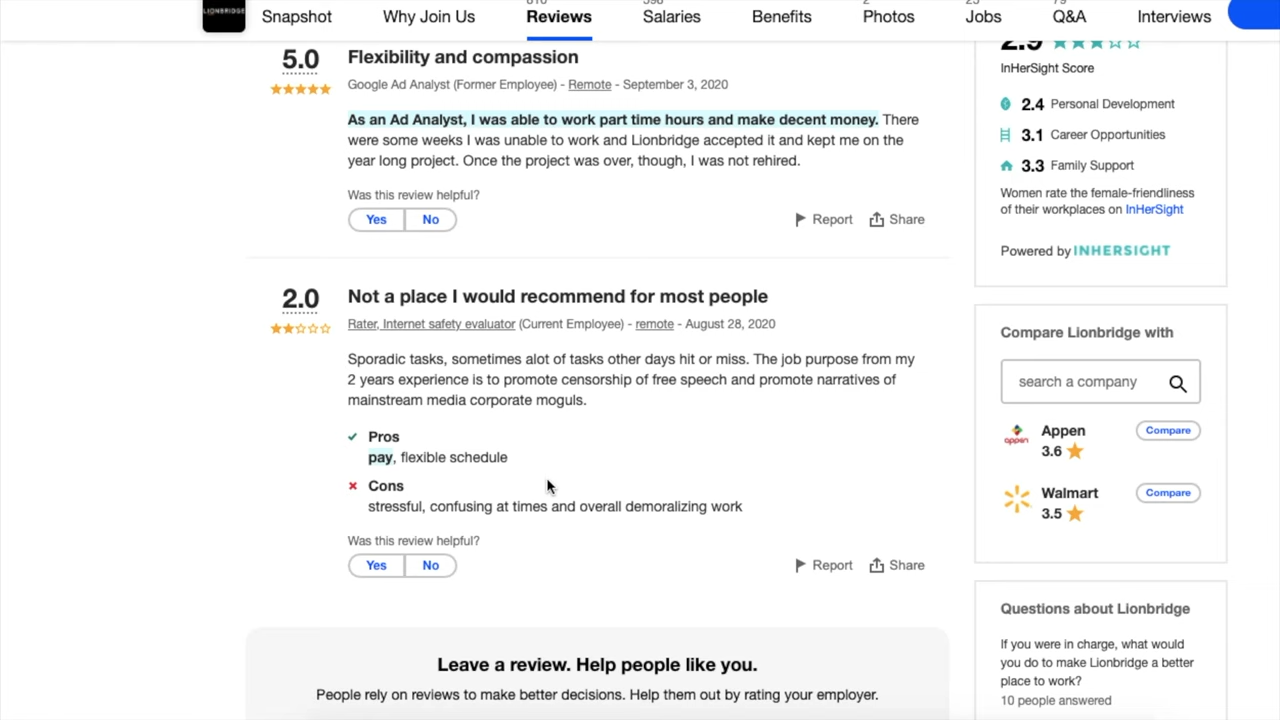 LIONBRIDGE
Snapshot
Why Join Us
Reviews
Salaries
Benefits
Photos
Jobs
Q&A
Interviews
5.0
Flexibility and compassion
Google Ad Analyst (Former Employee) - Remote - September 3, 2020
As an Ad Analyst, I was able to work part time hours and make decent money. There
were some weeks I was unable to work and Lionbridge accepted it and kept me on the
year long project. Once the project was over, though, I was not rehired.
Was this review helpful?
Yes No
Report Share
2.0
Not a place I would recommend for most people
Rater, Internet safety evaluator (Current Employee) - remote - August 28, 2020
Sporadic tasks, sometimes alot of tasks other days hit or miss. The job purpose from my
2 years experience is to promote censorship of free speech and promote narratives of
mainstream media corporate moguls.
Pros
pay, flexible schedule
Cons
stressful, confusing at times and overall demoralizing work
Was this review helpful?
Yes No
Report Share
Leave a review. Help people like you.
People rely on reviews to make better decisions. Help them out by rating your employer.
2.9
InHerSight Score
2.4 Personal Development
3.1 Career Opportunities
3.3 Family Support
Women rate the female-friendliness
of their workplaces on InHerSight
Powered by INHERSIGHT
Compare Lionbridge with
search a company
appen
Appen
3.6
Compare
Walmart
3.5
Compare
Questions about Lionbridge
If you were in charge, what would
you do to make Lionbridge a better
place to work?
10 people answered